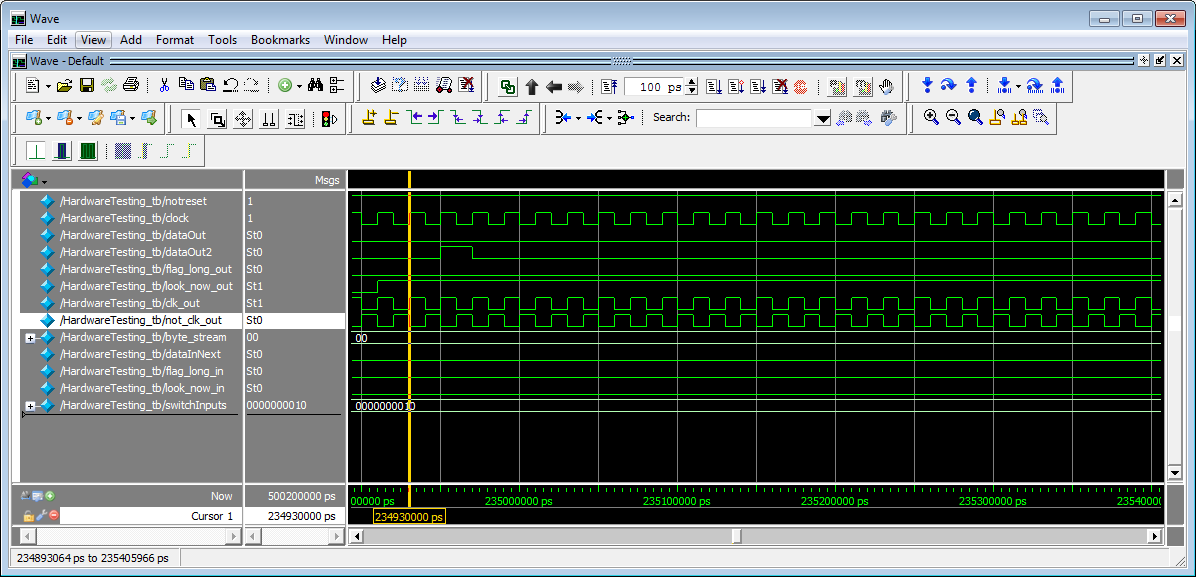 Wave
File Edit View Add Format Tools Bookmarks Window Help
Wave - Default
100 ps
Search:
Msgs
/HardwareTesting_tb/notreset 1
/HardwareTesting_tb/clock 1
/HardwareTesting_tb/dataOut St0
/HardwareTesting_tb/dataOut2 St0
/HardwareTesting_tb/flag_long_out St0
/HardwareTesting_tb/look_now_out St1
/HardwareTesting_tb/clk_out St1
/HardwareTesting_tb/not_clk_out St0
/HardwareTesting_tb/byte_stream 00 00
/HardwareTesting_tb/dataInNext St0
/HardwareTesting_tb/flag_long_in St0
/HardwareTesting_tb/look_now_in St0
/HardwareTesting_tb/switchInputs 0000000010 0000000010
Now 500200000 ps 00000 ps 235000000 ps 235100000 ps 235200000 ps 235300000 ps 2354000
Cursor 1 234930000 ps 234930000 ps
234893064 ps to 235405966 ps